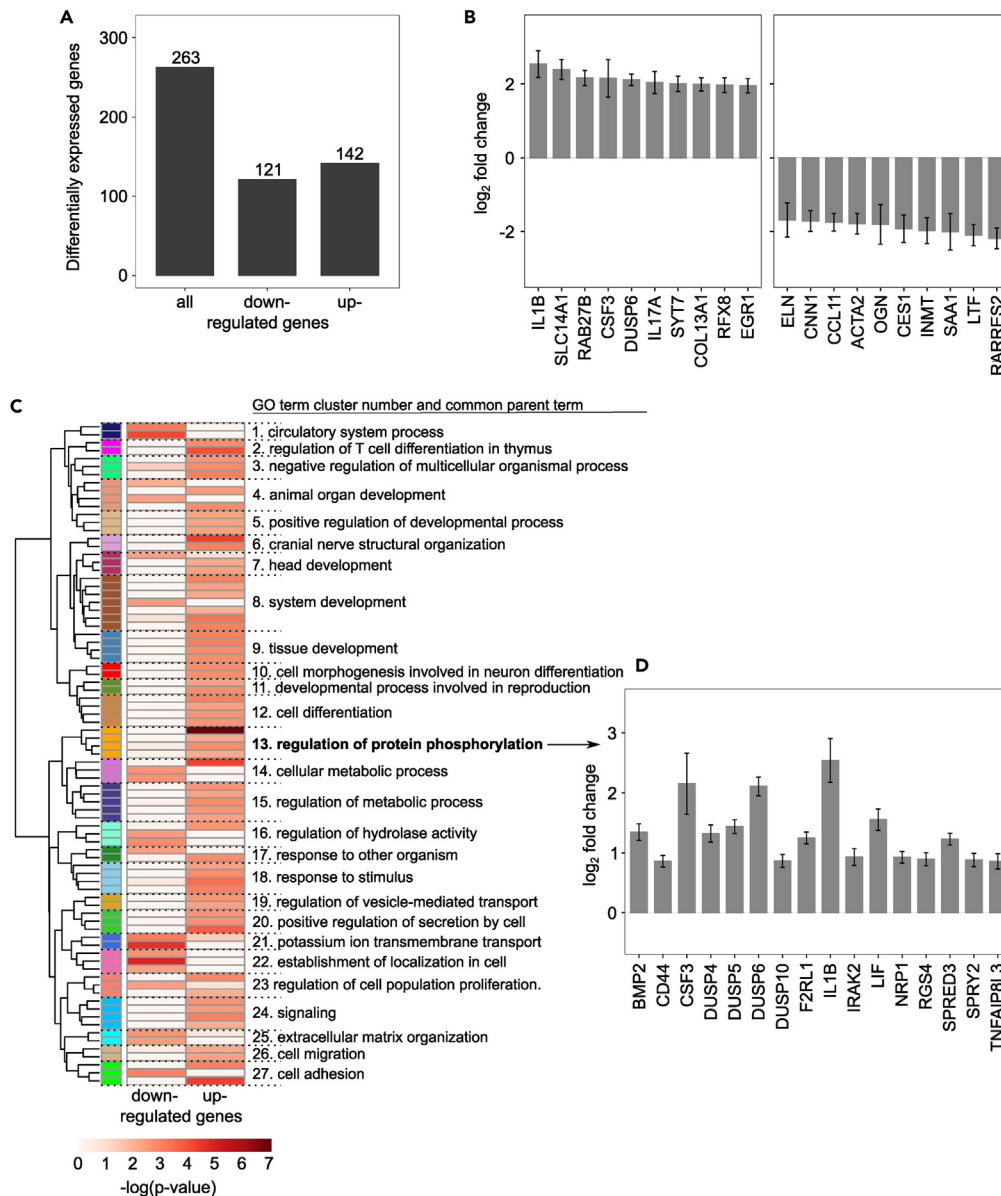 A
Differentially expressed genes
300
200
100
0
263
121
142
all
down-
up-
regulated genes
B
log2 fold change
2
0
-2
IL1B
SLC14A1
RAB27B
CSF3
DUSP6
IL17A
SYT7
COL13A1
RFX8
EGR1
ELN
CNN1
CCL11
ACTA2
OGN
CES1
INMT
SAA1
LTF
RARRES2
C
GO term cluster number and common parent term
1. circulatory system process
2. regulation of T cell differentiation in thymus
3. negative regulation of multicellular organismal process
4. animal organ development
5. positive regulation of developmental process
6. cranial nerve structural organization
7. head development
8. system development
9. tissue development
10. cell morphogenesis involved in neuron differentiation
11. developmental process involved in reproduction
12. cell differentiation
13. regulation of protein phosphorylation
14. cellular metabolic process
15. regulation of metabolic process
16. regulation of hydrolase activity
17. response to other organism
18. response to stimulus
19. regulation of vesicle-mediated transport
20. positive regulation of secretion by cell
21. potassium ion transmembrane transport
22. establishment of localization in cell
23 regulation of cell population proliferation.
24. signaling
25. extracellular matrix organization
26. cell migration
27. cell adhesion
down- up-
regulated genes
0 1 2 3 4 5 6 7
-log(p-value)
D
log2 fold change
3
2
1
0
BMP2
CD44
CSF3
DUSP4
DUSP5
DUSP6
DUSP10
F2RL1
IL1B
IRAK2
LIF
NRP1
RGS4
SPRED3
SPRY2
TNFAIP8L3